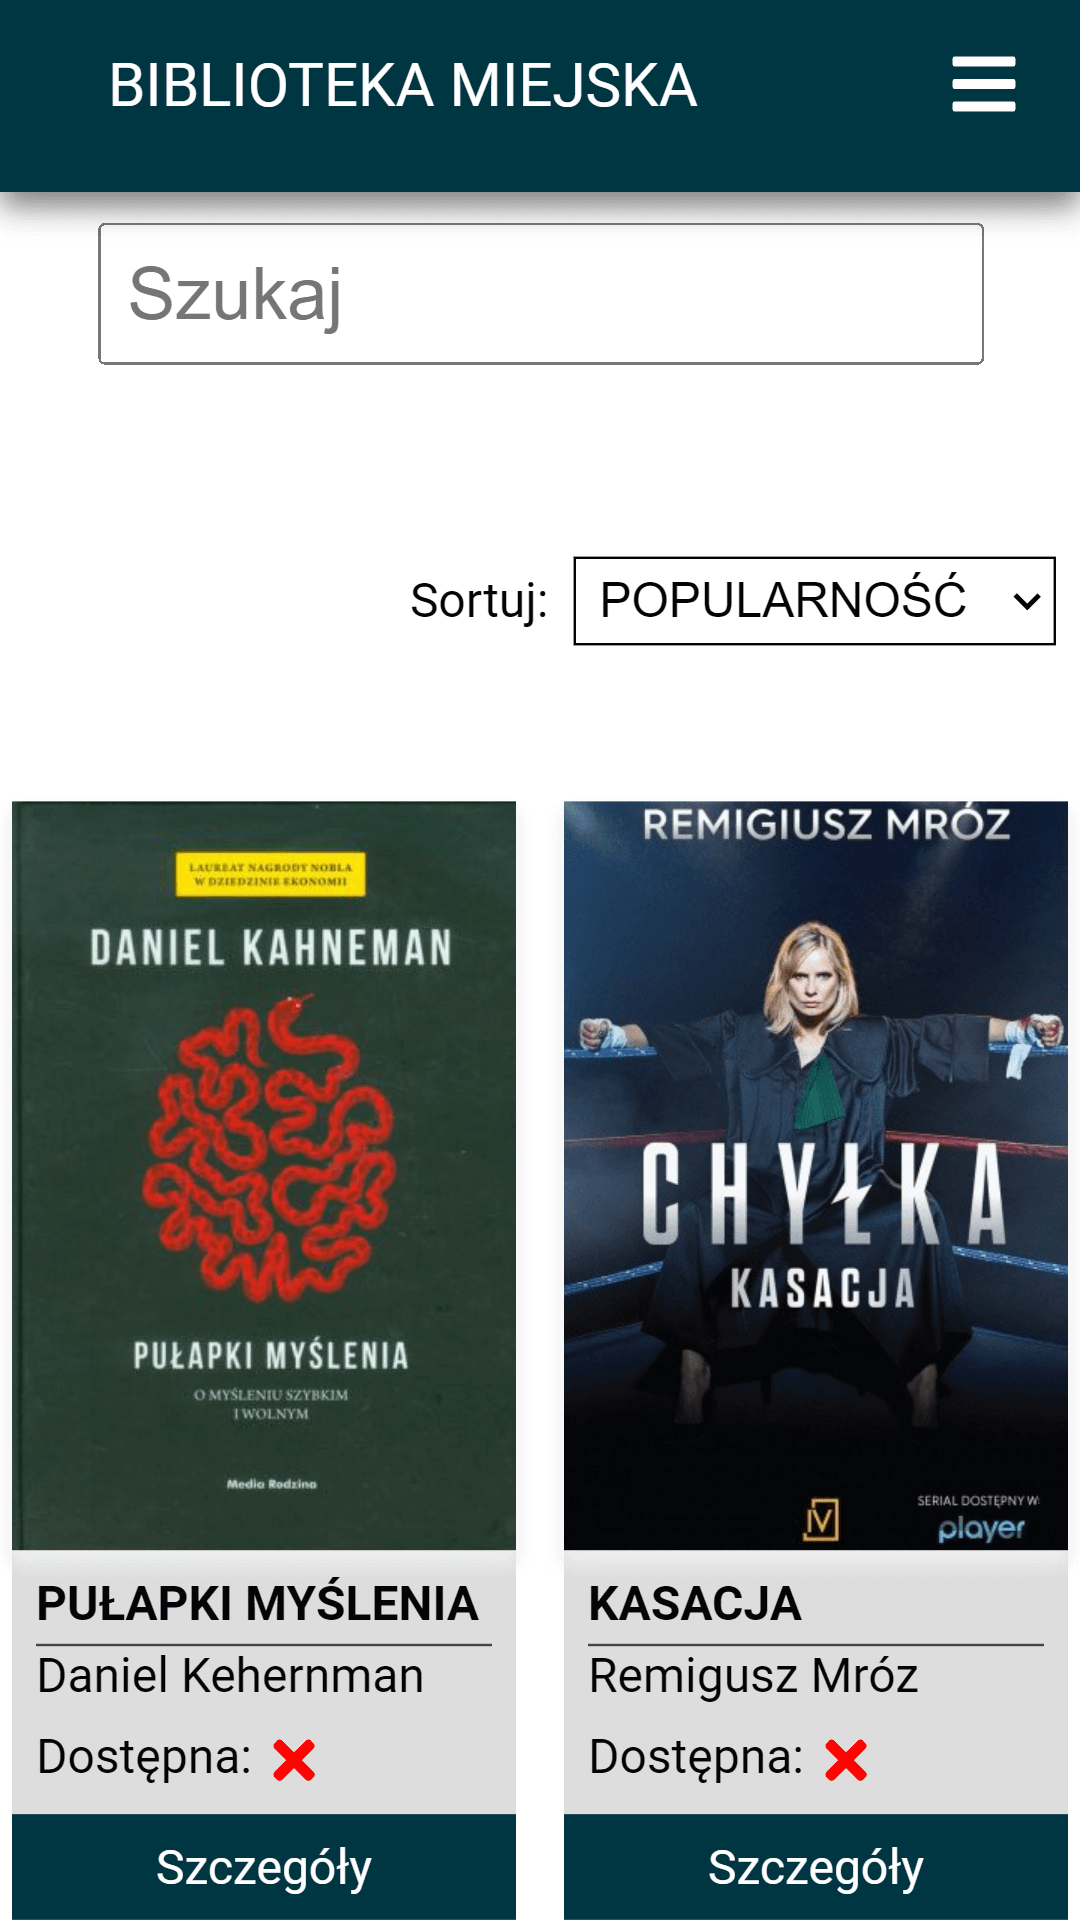 BIBLIOTEKA MIEJSKA
Szukaj
Sortuj: POPULARNOŚĆ
LAUREAT NAGRODY NOBLA
W DZIEDZINIE EKONOMII
DANIEL KAHNEMAN
PUŁAPKI MYŚLENIA
O MYŚLENIU SZYBKIM
I WOLNYM
Media Rodzina
PUŁAPKI MYŚLENIA
Daniel Kehernman
Dostępna:
Szczegóły
REMIGIUSZ MRÓZ
CHYŁKA
KASACJA
IV
SERIAL DOSTĘPNY W:
player
KASACJA
Remigusz Mróz
Dostępna:
Szczegóły